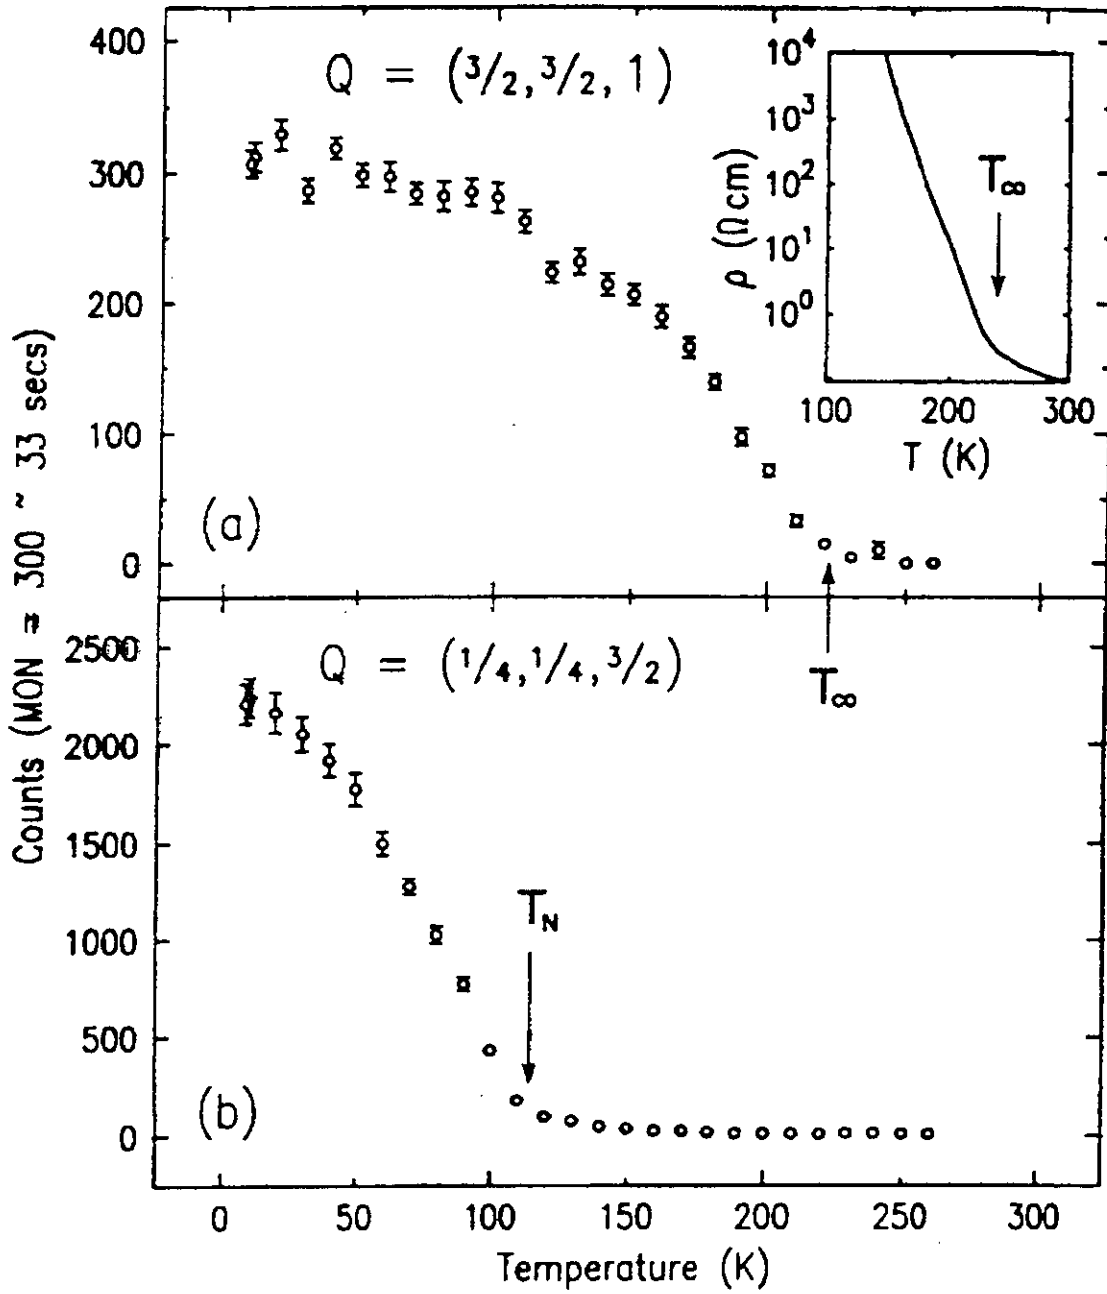 400
300
200
100
0
Q = (3/2, 3/2, 1)
(a)
10⁴
10³
10²
10¹
10⁰
ρ (Ωcm)
T∞
100 200 300
T (K)
Counts (MON = 300 ~ 33 secs)
2500
2000
1500
1000
500
0
Q = (1/4, 1/4, 3/2)
T∞
T_N
(b)
0 50 100 150 200 250 300
Temperature (K)